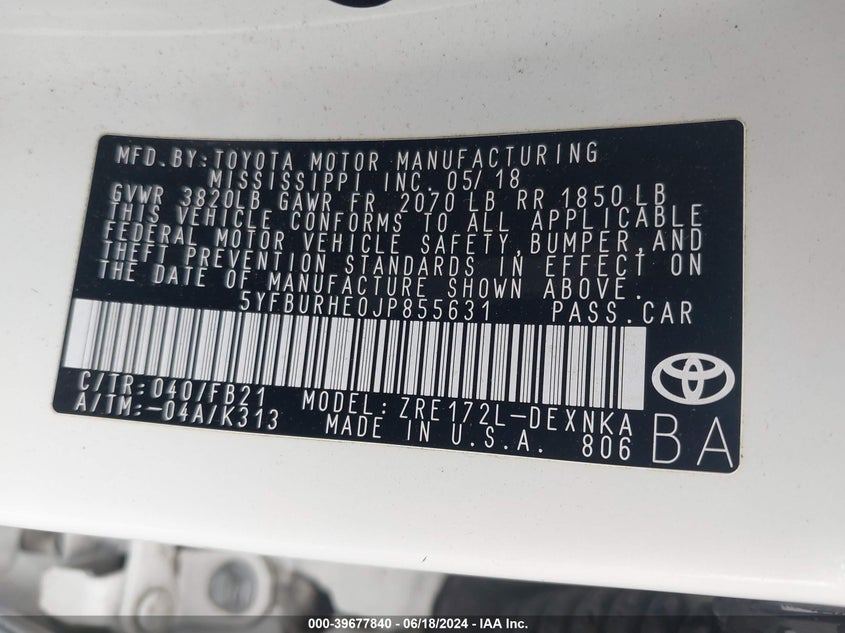 MFD.BY:TOYOTA MOTOR MANUFACTURING
MISSISSIPPI INC. 05/18
GVWR 3820LB GAWR FR 2070LB RR 1850LB
THIS VEHICLE CONFORMS TO ALL APPLICABLE
FEDERAL MOTOR VEHICLE SAFETY,BUMPER,AND
THEFT PREVENTION STANDARDS IN EFFECT ON
THE DATE OF MANUFACTURE SHOWN ABOVE.
5YFBURHE0JP855631 PASS.CAR
C/TR:040/FB21
A/TM:-04A/K313
MODEL:ZRE172L-DEXNKA
MADE IN U.S.A. 806
BA
000-39677840 - 06/18/2024 - IAA Inc.